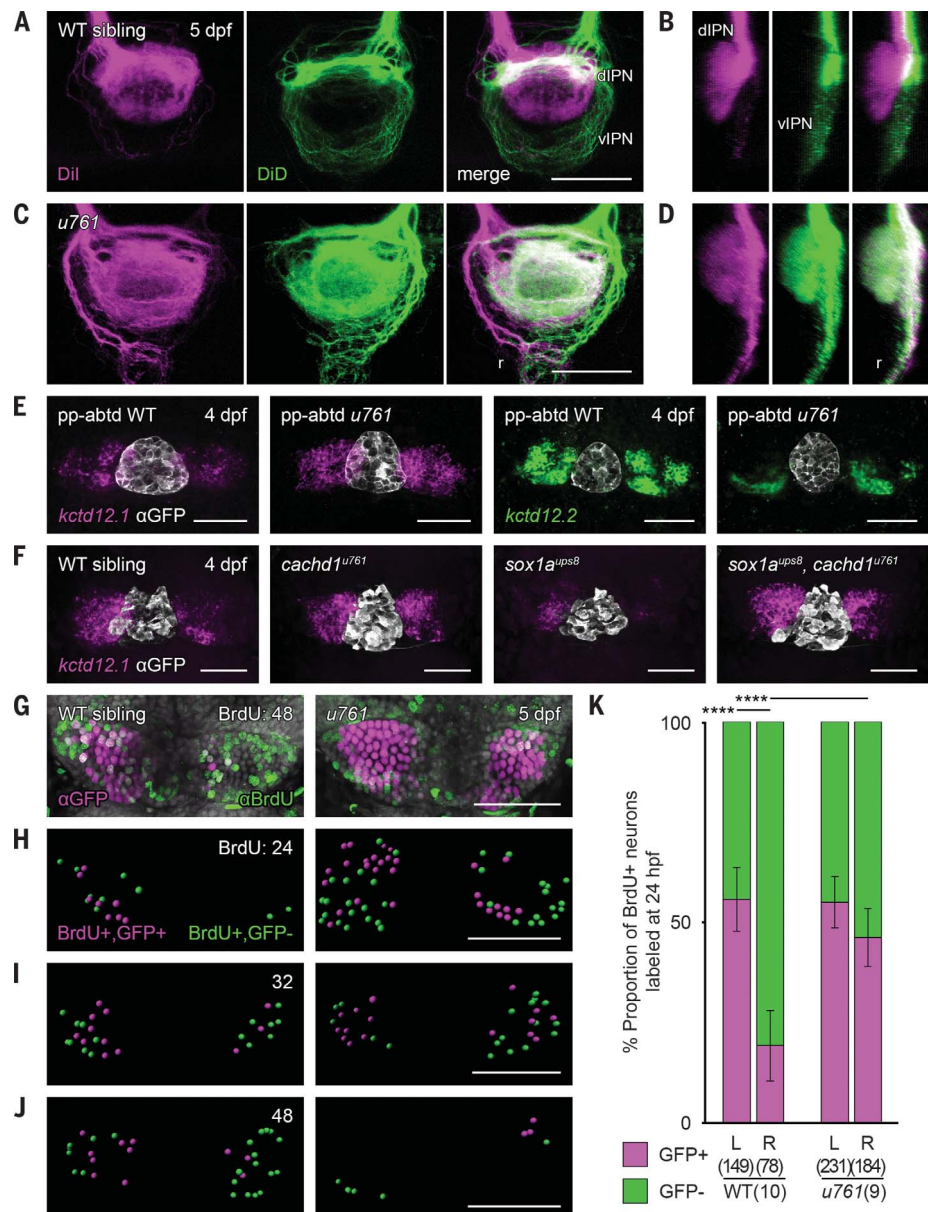 A
WT sibling 5 dpf
dIPN
vIPN
DiI
DiD
merge
B
dIPN
vIPN
C
u761
r
D
r
E
pp-abtd WT 4 dpf
pp-abtd u761
pp-abtd WT 4 dpf
pp-abtd u761
kctd12.1 αGFP
kctd12.2
F
WT sibling 4 dpf
cachd1u761
sox1aups8
sox1aups8, cachd1u761
kctd12.1 αGFP
G
WT sibling BrdU: 48
u761 5 dpf
αGFP αBrdU
H
BrdU: 24
BrdU+,GFP+ BrdU+,GFP-
I
32
J
48
K
****
****
% Proportion of BrdU+ neurons
labeled at 24 hpf
100
50
0
L R L R
(149)(78) (231)(184)
WT(10) u761(9)
GFP+
GFP-